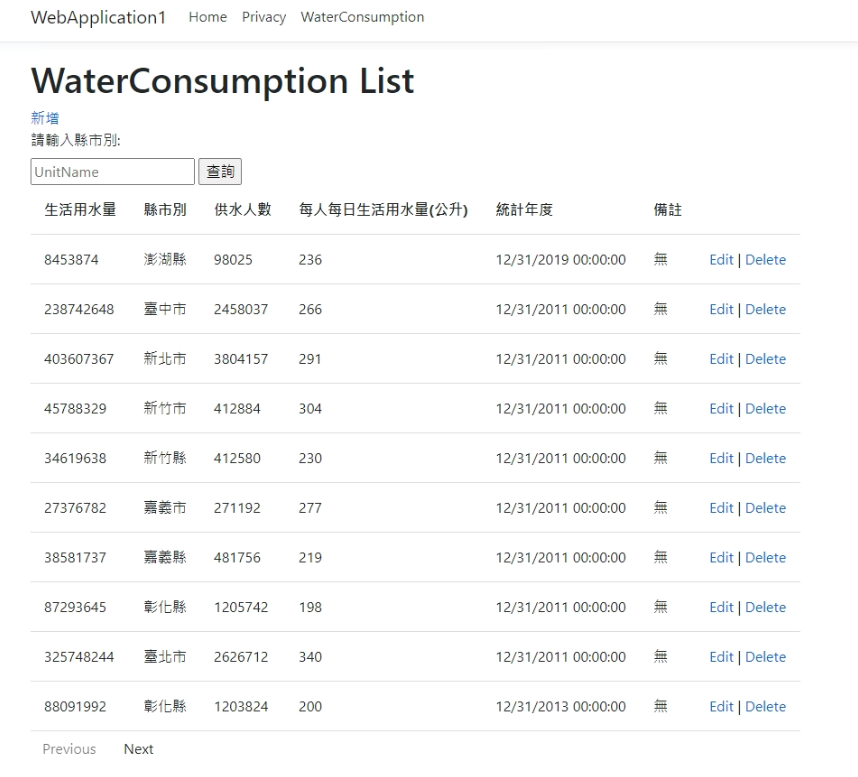 WebApplication1 Home Privacy WaterConsumption
WaterConsumption List
新增
請輸入縣市別:
UnitName 查詢
生活用水量 縣市別 供水人數 每人每日生活用水量(公升) 統計年度 備註
8453874 澎湖縣 98025 236 12/31/2019 00:00:00 無 Edit | Delete
238742648 臺中市 2458037 266 12/31/2011 00:00:00 無 Edit | Delete
403607367 新北市 3804157 291 12/31/2011 00:00:00 無 Edit | Delete
45788329 新竹市 412884 304 12/31/2011 00:00:00 無 Edit | Delete
34619638 新竹縣 412580 230 12/31/2011 00:00:00 無 Edit | Delete
27376782 嘉義市 271192 277 12/31/2011 00:00:00 無 Edit | Delete
38581737 嘉義縣 481756 219 12/31/2011 00:00:00 無 Edit | Delete
87293645 彰化縣 1205742 198 12/31/2011 00:00:00 無 Edit | Delete
325748244 臺北市 2626712 340 12/31/2011 00:00:00 無 Edit | Delete
88091992 彰化縣 1203824 200 12/31/2013 00:00:00 無 Edit | Delete
Previous Next